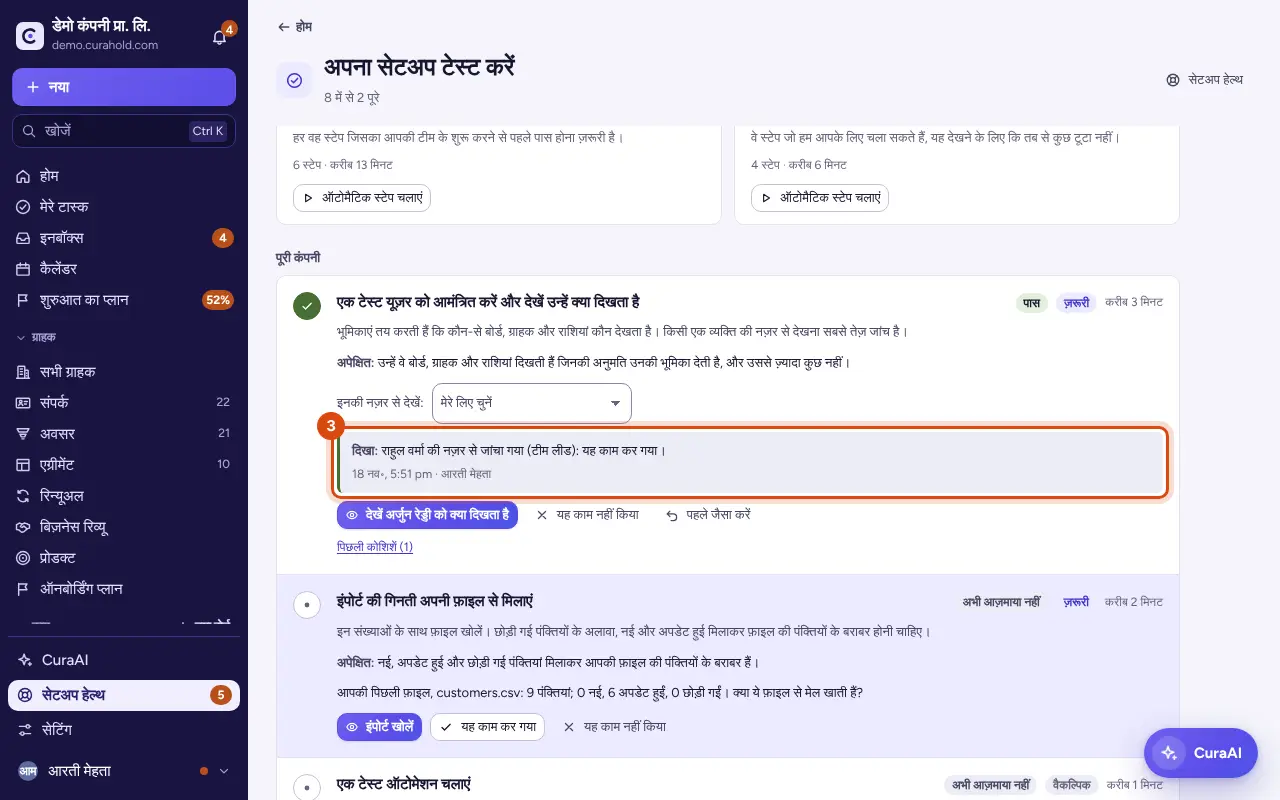 डेमो कंपनी प्रा. लि.
demo.curahold.com
4
+ नया
खोजें
Ctrl K
होम
मेरे टास्क
इनबॉक्स
4
कैलेंडर
शुरुआत का प्लान
52%
ग्राहक
सभी ग्राहक
संपर्क
22
अवसर
21
एग्रीमेंट
10
रिन्यूअल
बिज़नेस रिव्यू
प्रोडक्ट
ऑनबोर्डिंग प्लान
CuraAI
सेटअप हेल्थ
5
सेटिंग
आम
आरती मेहता
← होम
अपना सेटअप टेस्ट करें
8 में से 2 पूरे
सेटअप हेल्थ
हर वह स्टेप जिसका आपकी टीम के शुरू करने से पहले पास होना ज़रूरी है।
6 स्टेप · करीब 13 मिनट
ऑटोमैटिक स्टेप चलाएं
वे स्टेप जो हम आपके लिए चला सकते हैं, यह देखने के लिए कि तब से कुछ टूटा नहीं।
4 स्टेप · करीब 6 मिनट
ऑटोमैटिक स्टेप चलाएं
पूरी कंपनी
एक टेस्ट यूज़र को आमंत्रित करें और देखें उन्हें क्या दिखता है
पास
ज़रूरी
करीब 3 मिनट
भूमिकाएं तय करती हैं कि कौन-से बोर्ड, ग्राहक और राशियां कौन देखता है। किसी एक व्यक्ति की नज़र से देखना सबसे तेज़ जांच है।
अपेक्षित: उन्हें वे बोर्ड, ग्राहक और राशियां दिखती हैं जिनकी अनुमति उनकी भूमिका देती है, और उससे ज़्यादा कुछ नहीं।
इनकी नज़र से देखें:
मेरे लिए चुनें
3
दिखा: राहुल वर्मा की नज़र से जांचा गया (टीम लीड): यह काम कर गया।
18 नव॰, 5:51 pm · आरती मेहता
देखें अर्जुन रेड्डी को क्या दिखता है
यह काम नहीं किया
पहले जैसा करें
पिछली कोशिशें (1)
इंपोर्ट की गिनती अपनी फ़ाइल से मिलाएं
अभी आज़माया नहीं
ज़रूरी
करीब 2 मिनट
इन संख्याओं के साथ फ़ाइल खोलें। छोड़ी गई पंक्तियों के अलावा, नई और अपडेट हुई मिलाकर फ़ाइल की पंक्तियों के बराबर होनी चाहिए।
अपेक्षित: नई, अपडेट हुई और छोड़ी गई पंक्तियां मिलाकर आपकी फ़ाइल की पंक्तियों के बराबर हैं।
आपकी पिछली फ़ाइल, customers.csv: 9 पंक्तियां; 0 नई, 6 अपडेट हुईं, 0 छोड़ी गईं। क्या ये फ़ाइल से मेल खाती हैं?
इंपोर्ट खोलें
यह काम कर गया
यह काम नहीं किया
एक टेस्ट ऑटोमेशन चलाएं
अभी आज़माया नहीं
वैकल्पिक
करीब 1 मिनट
CuraAI